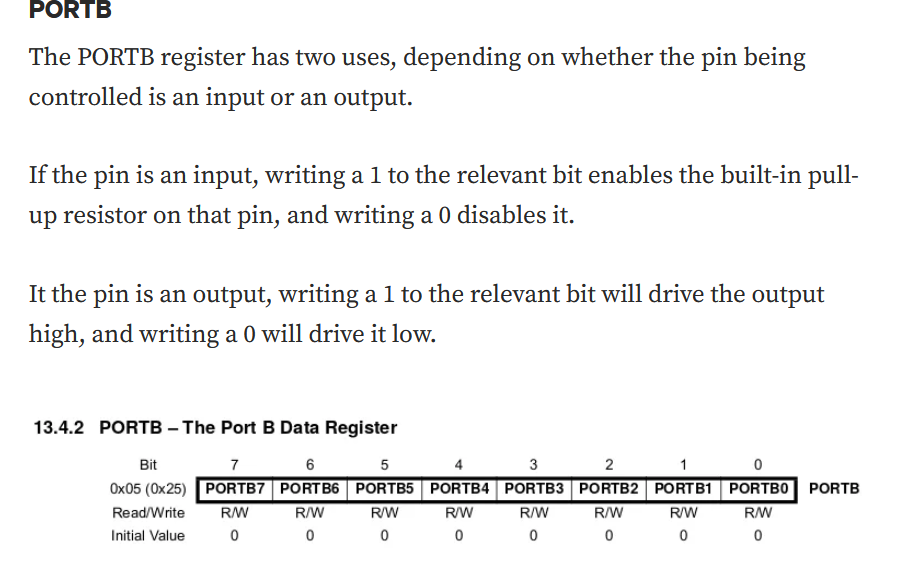 PORTB
The PORTB register has two uses, depending on whether the pin being
controlled is an input or an output.
If the pin is an input, writing a 1 to the relevant bit enables the built-in pull-
up resistor on that pin, and writing a 0 disables it.
It the pin is an output, writing a 1 to the relevant bit will drive the output
high, and writing a 0 will drive it low.
13.4.2 PORTB – The Port B Data Register
Bit 7 6 5 4 3 2 1 0
0x05 (0x25) PORTB7 PORTB6 PORTB5 PORTB4 PORTB3 PORTB2 PORTB1 PORTB0 PORTB
Read/Write R/W R/W R/W R/W R/W R/W R/W R/W
Initial Value 0 0 0 0 0 0 0 0